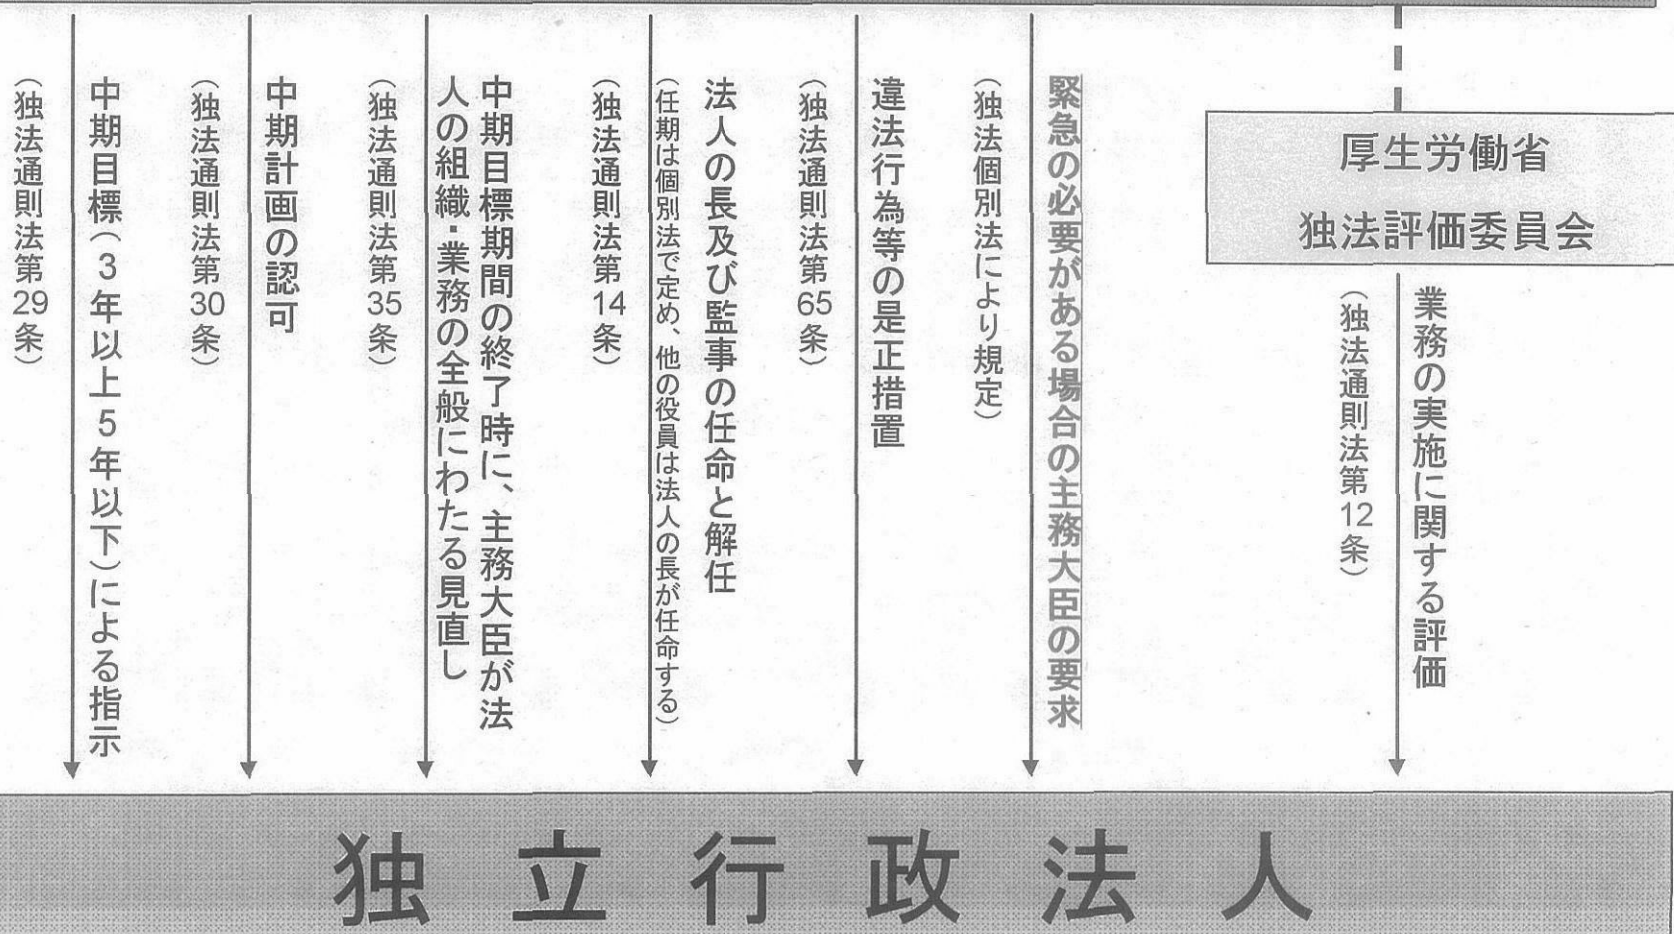 中期目標（３年以上５年以下）による指示
（独法通則法第29条）
中期計画の認可
（独法通則法第30条）
中期目標期間の終了時に、主務大臣が法
人の組織・業務の全般にわたる見直し
（独法通則法第35条）
法人の長及び監事の任命と解任
（任期は個別法で定め、他の役員は法人の長が任命する）
（独法通則法第14条）
違法行為等の是正措置
（独法通則法第65条）
緊急の必要がある場合の主務大臣の要求
（独法個別法により規定）
厚生労働省
独法評価委員会
業務の実施に関する評価
（独法通則法第12条）
独立行政法人